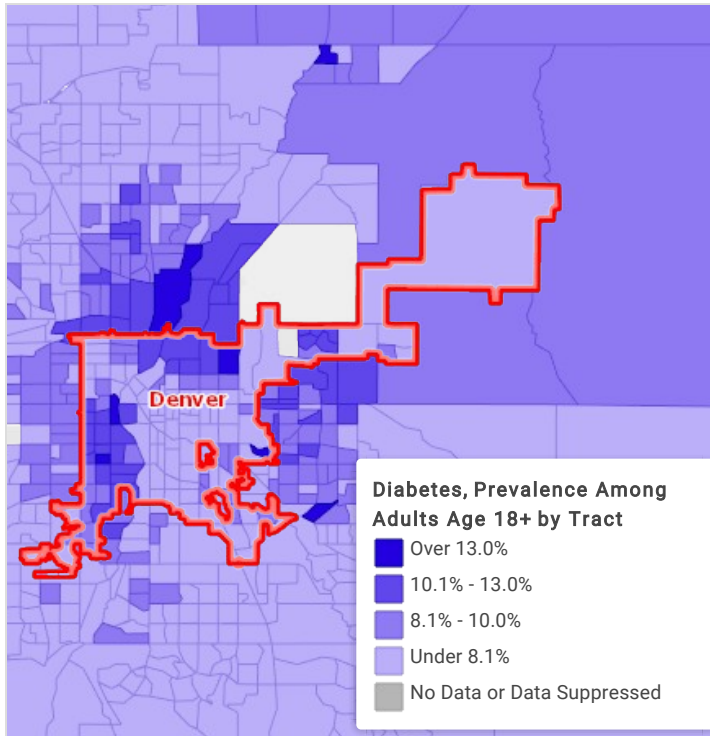 Denver
Diabetes, Prevalence Among
Adults Age 18+ by Tract
Over 13.0%
10.1% - 13.0%
8.1% - 10.0%
Under 8.1%
No Data or Data Suppressed